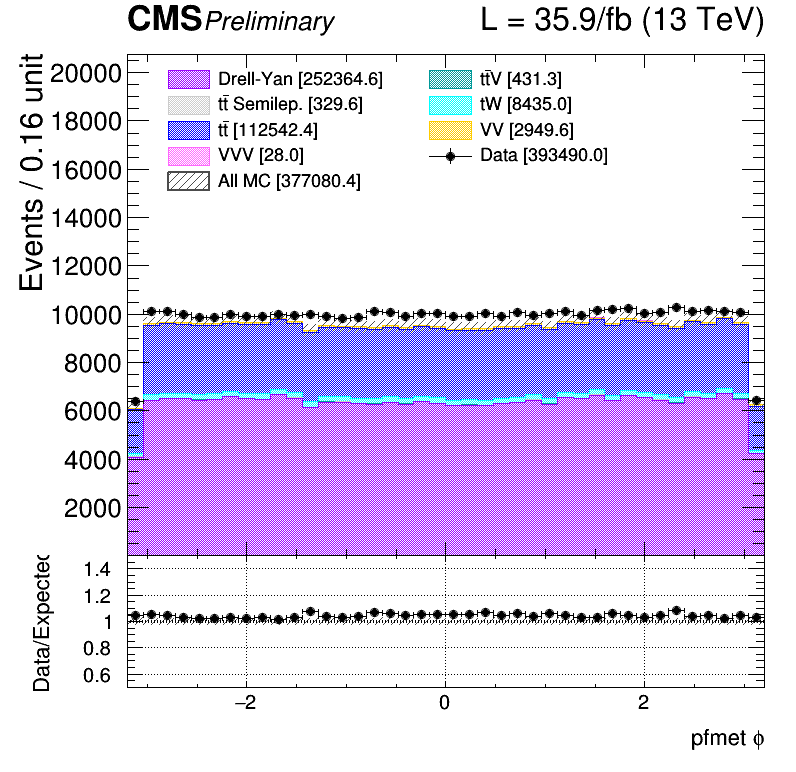 CMS Preliminary L = 35.9/fb (13 TeV)
Events / 0.16 unit
20000
18000
16000
14000
12000
10000
8000
6000
4000
2000
Drell-Yan [252364.6]
tt̄ Semilep. [329.6]
tt̄ [112542.4]
VVV [28.0]
All MC [377080.4]
tt̄V [431.3]
tW [8435.0]
VV [2949.6]
Data [393490.0]
Data/Expected
1.4
1.2
1
0.8
0.6
−2 0 2
pfmet ϕ